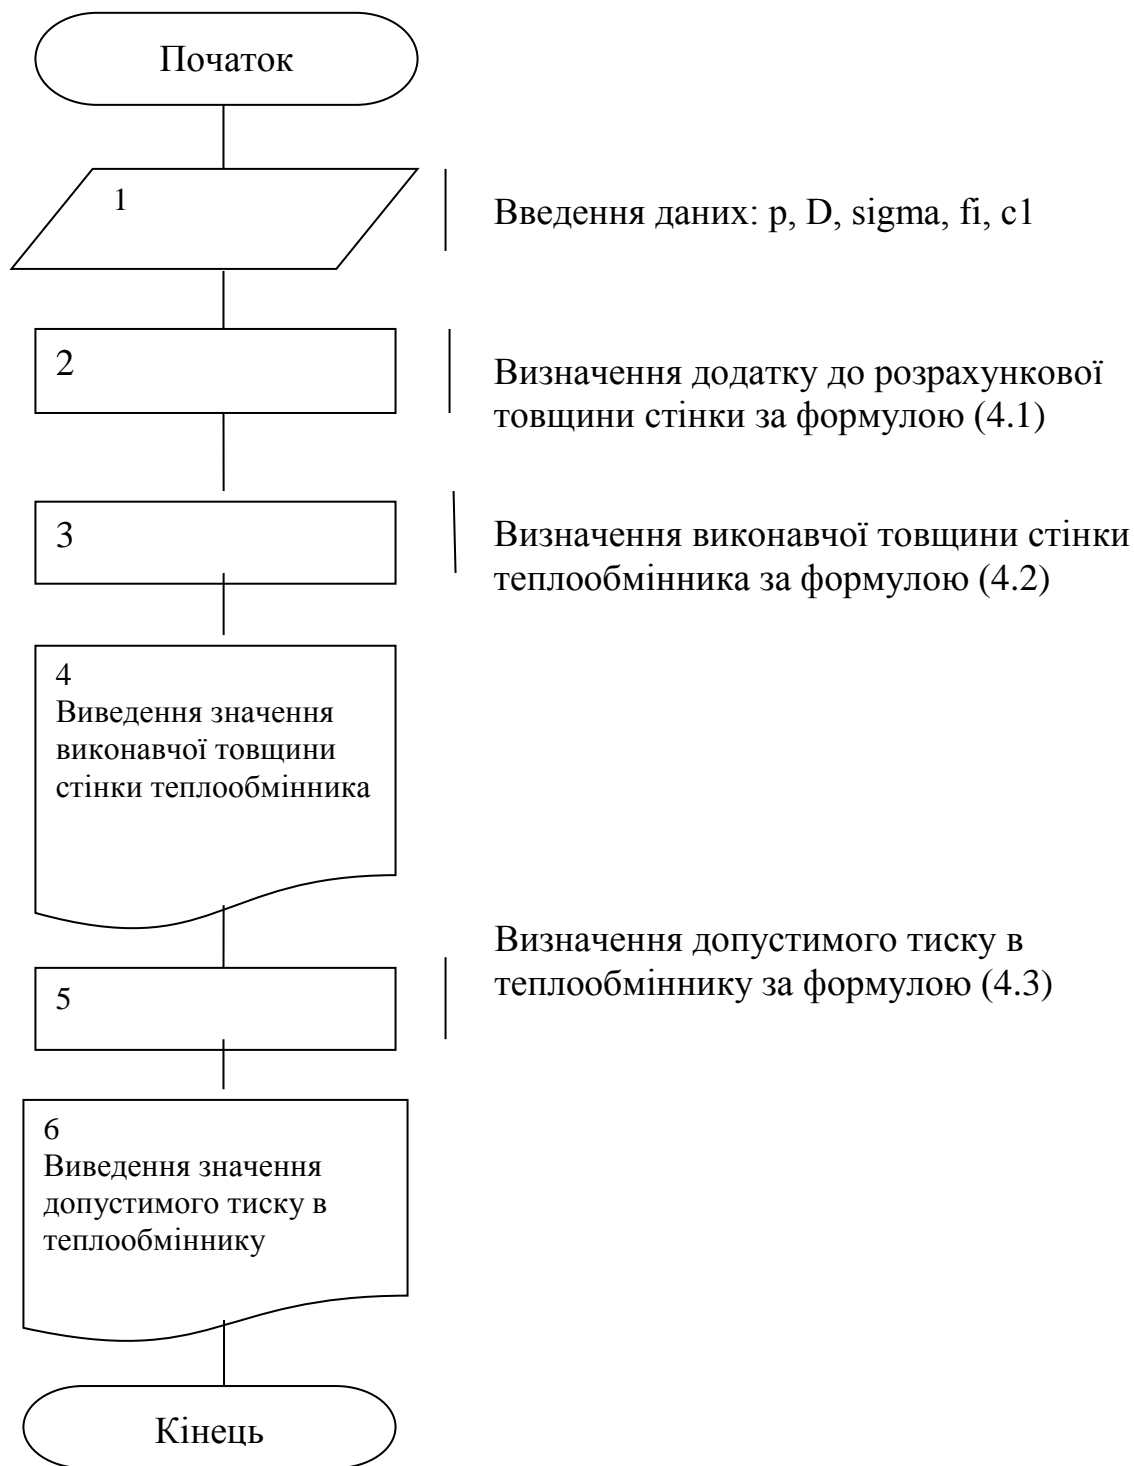 Початок
1
Введення даних: p, D, sigma, fi, c1
2
Визначення додатку до розрахункової
товщини стінки за формулою (4.1)
3
Визначення виконавчої товщини стінки
теплообмінника за формулою (4.2)
4
Виведення значення
виконавчої товщини
стінки теплообмінника
Визначення допустимого тиску в
теплообміннику за формулою (4.3)
5
6
Виведення значення
допустимого тиску в
теплообміннику
Кінець